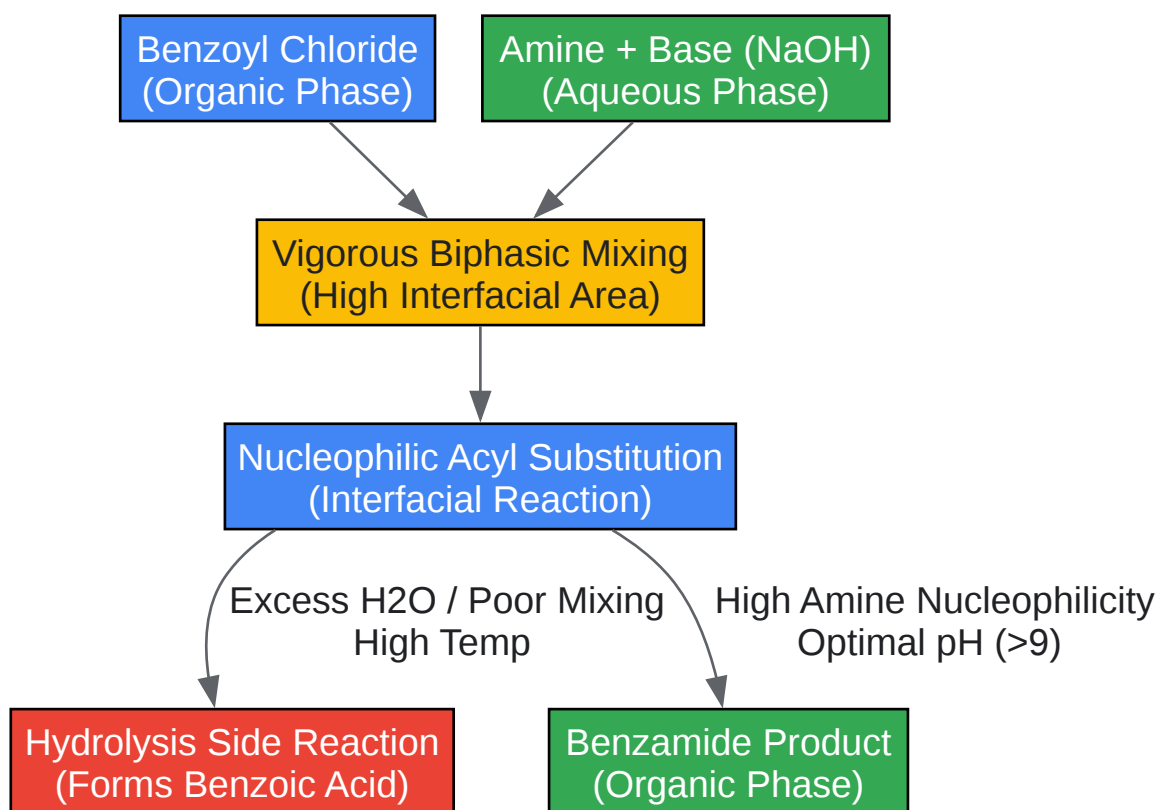 Benzoyl Chloride
(Organic Phase)
Amine + Base (NaOH)
(Aqueous Phase)
Vigorous Biphasic Mixing
(High Interfacial Area)
Nucleophilic Acyl Substitution
(Interfacial Reaction)
Excess H2O / Poor Mixing
High Temp
High Amine Nucleophilicity
Optimal pH (>9)
Hydrolysis Side Reaction
(Forms Benzoic Acid)
Benzamide Product
(Organic Phase)